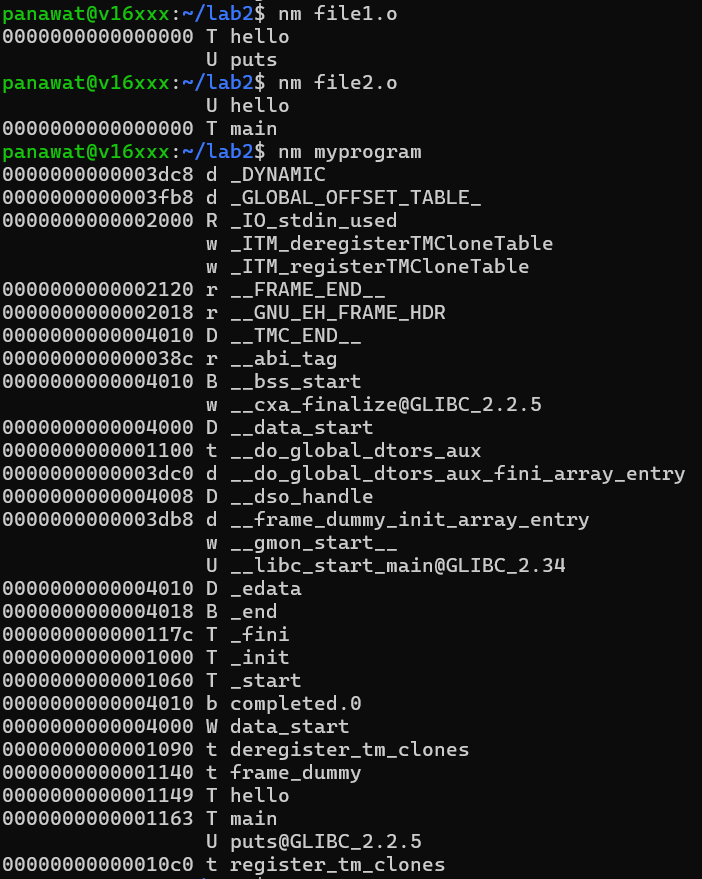 panawat@v16xxx:~/lab2$ nm file1.o
0000000000000000 T hello
                 U puts
panawat@v16xxx:~/lab2$ nm file2.o
                 U hello
0000000000000000 T main
panawat@v16xxx:~/lab2$ nm myprogram
0000000000003dc8 d _DYNAMIC
0000000000003fb8 d _GLOBAL_OFFSET_TABLE_
0000000000002000 R _IO_stdin_used
                 w _ITM_deregisterTMCloneTable
                 w _ITM_registerTMCloneTable
0000000000002120 r __FRAME_END__
0000000000002018 r __GNU_EH_FRAME_HDR
0000000000004010 D __TMC_END__
000000000000038c r __abi_tag
0000000000004010 B __bss_start
                 w __cxa_finalize@GLIBC_2.2.5
0000000000004000 D __data_start
0000000000001100 t __do_global_dtors_aux
0000000000003dc0 d __do_global_dtors_aux_fini_array_entry
0000000000004008 D __dso_handle
0000000000003db8 d __frame_dummy_init_array_entry
                 w __gmon_start__
                 U __libc_start_main@GLIBC_2.34
0000000000004010 D _edata
0000000000004018 B _end
000000000000117c T _fini
0000000000001000 T _init
0000000000001060 T _start
0000000000004010 b completed.0
0000000000004000 W data_start
0000000000001090 t deregister_tm_clones
0000000000001140 t frame_dummy
0000000000001149 T hello
0000000000001163 T main
                 U puts@GLIBC_2.2.5
00000000000010c0 t register_tm_clones